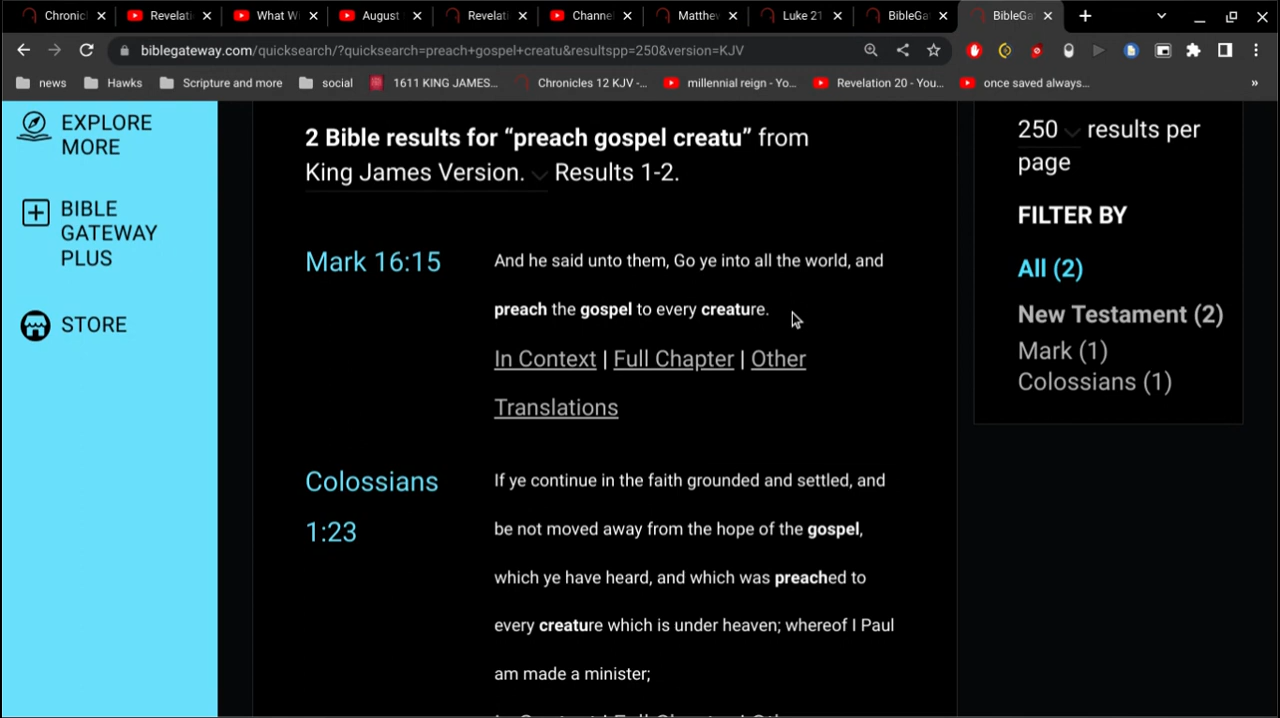 Chronicl
Revelati
What W
August
Revelati
Channel
Matthew
Luke 21
BibleGa
BibleGa
biblegateway.com/quicksearch/?quicksearch=preach+gospel+creatu&resultspp=250&version=KJV
news
Hawks
Scripture and more
social
1611 KING JAMES...
Chronicles 12 KJV -...
millennial reign - Yo...
Revelation 20 - You...
once saved always...
»
EXPLORE
MORE
BIBLE
GATEWAY
PLUS
STORE
2 Bible results for “preach gospel creatu” from
King James Version. Results 1-2.
Mark 16:15
And he said unto them, Go ye into all the world, and
preach the gospel to every creature.
In Context | Full Chapter | Other
Translations
Colossians
1:23
If ye continue in the faith grounded and settled, and
be not moved away from the hope of the gospel,
which ye have heard, and which was preached to
every creature which is under heaven; whereof I Paul
am made a minister;
250 results per
page
FILTER BY
All (2)
New Testament (2)
Mark (1)
Colossians (1)